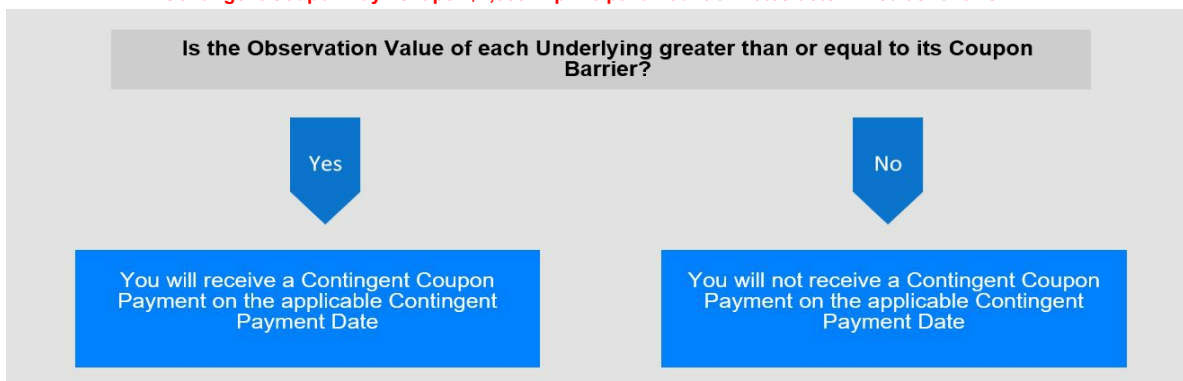 Is the Observation Value of each Underlying greater than or equal to its Coupon
Barrier?
Yes
No
You will receive a Contingent Coupon
Payment on the applicable Contingent
Payment Date
You will not receive a Contingent Coupon
Payment on the applicable Contingent
Payment Date